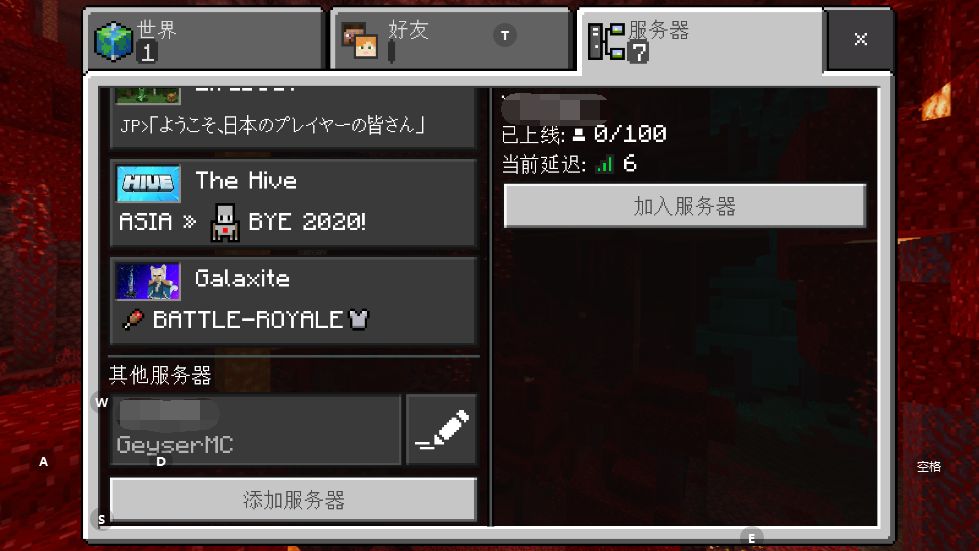 世界
1
好友
T
服务器
7
JP>「ようこそ、日本のプレイヤーの皆さん」
HIVE
The Hive
ASIA » BYE 2020!
Galaxite
BATTLE-ROYALE
其他服务器
GeyserMC
添加服务器
已上线: 0/100
当前延迟: 6
加入服务器
W
A
D
S
E
空格